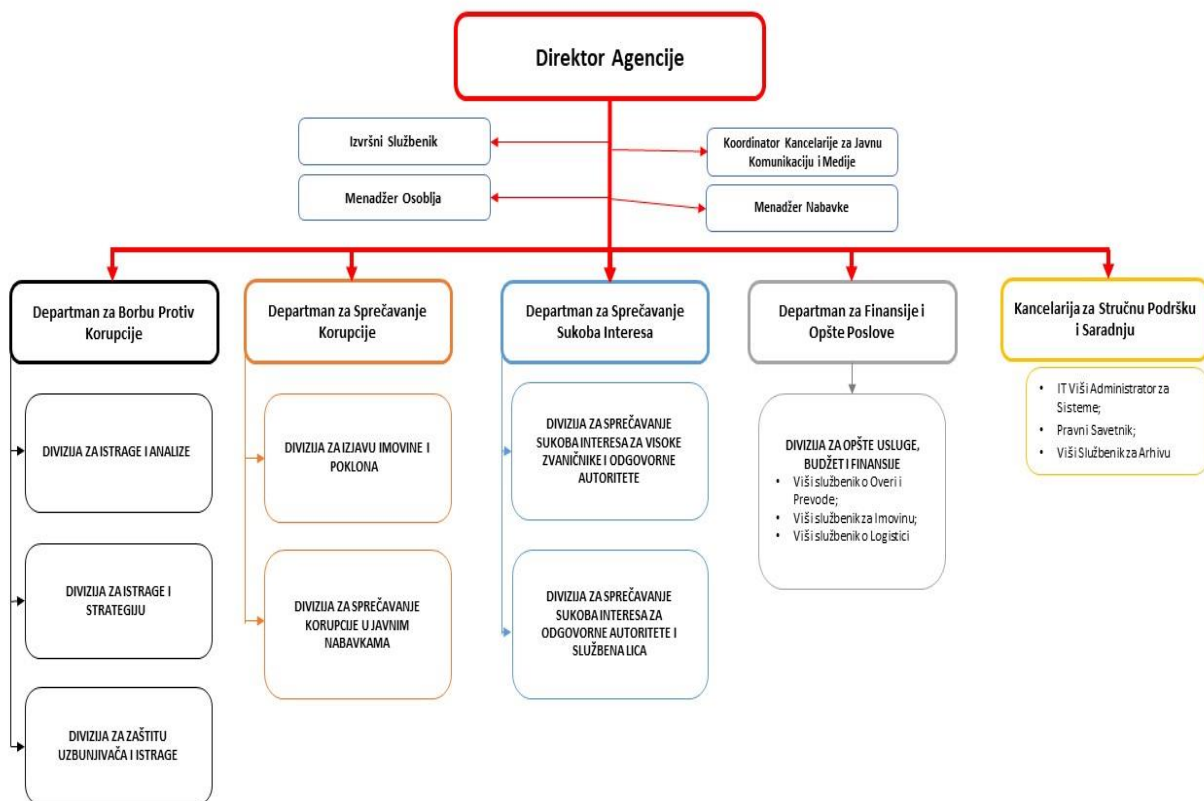 Direktor Agencije
Izvršni Službenik
Koordinator Kancelarije za Javnu
Komunikaciju i Medije
Menadžer Osoblja
Menadžer Nabavke
Departman za Borbu Protiv
Korupcije
Departman za Sprečavanje
Korupcije
Departman za Sprečavanje
Sukoba Interesa
Departman za Finansije i
Opšte Poslove
Kancelarija za Stručnu Podršku
i Saradnju
DIVIZIJA ZA ISTRAGE I ANALIZE
DIVIZIJA ZA ISTRAGE I
STRATEGIJU
DIVIZIJA ZA ZAŠTITU
UZBUNJIVAČA I ISTRAGE
DIVIZIJA ZA IZJAVU IMOVINE I
POKLONA
DIVIZIJA ZA SPREČAVANJE
KORUPCIJE U JAVNIM
NABAVKAMA
DIVIZIJA ZA SPREČAVANJE
SUKOBA INTERESA ZA VISOKE
ZVANIČNIKE I ODGOVORNE
AUTORITETE
DIVIZIJA ZA SPREČAVANJE
SUKOBA INTERESA ZA
ODGOVORNE AUTORITETE I
SLUŽBENA LICA
DIVIZIJA ZA OPŠTE USLUGE,
BUDŽET I FINANSIJE
• Viši službenik o Overi i
Prevode;
• Viši službenik za Imovinu;
• Viši službenik o Logistici
• IT Viši Administrator za
Sisteme;
• Pravni Savetnik;
• Viši Službenik za Arhivu